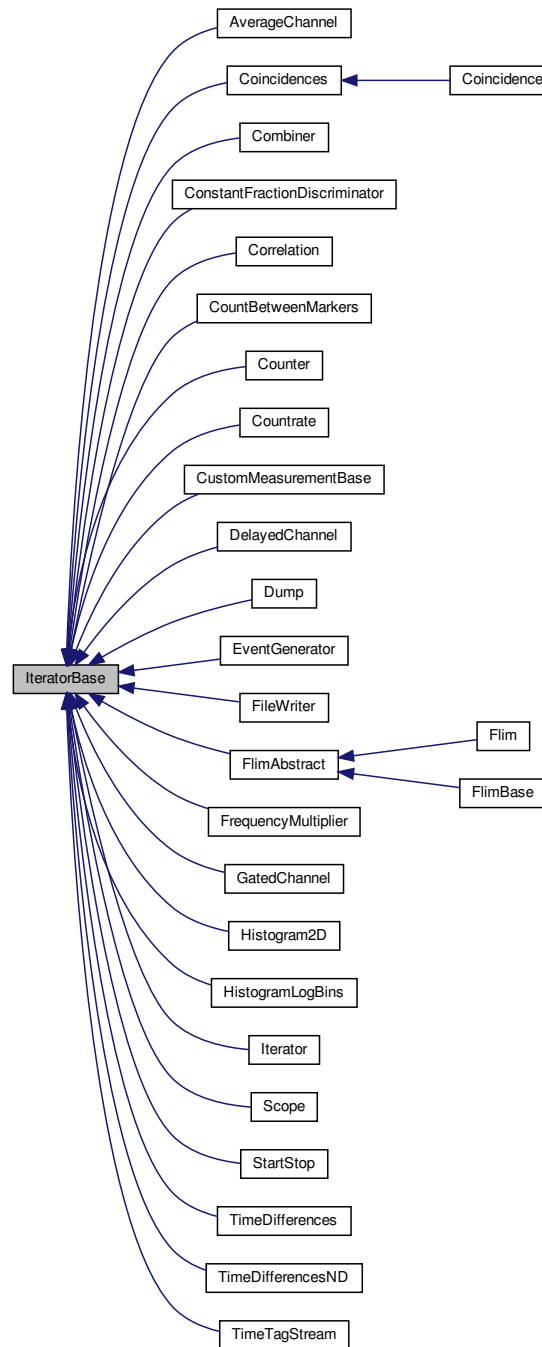 AverageChannel
Coincidences
Coincidence
Combiner
ConstantFractionDiscriminator
Correlation
CountBetweenMarkers
Counter
Countrate
CustomMeasurementBase
DelayedChannel
Dump
EventGenerator
IteratorBase
FileWriter
Flim
FlimAbstract
FlimBase
FrequencyMultiplier
GatedChannel
Histogram2D
HistogramLogBins
Iterator
Scope
StartStop
TimeDifferences
TimeDifferencesND
TimeTagStream